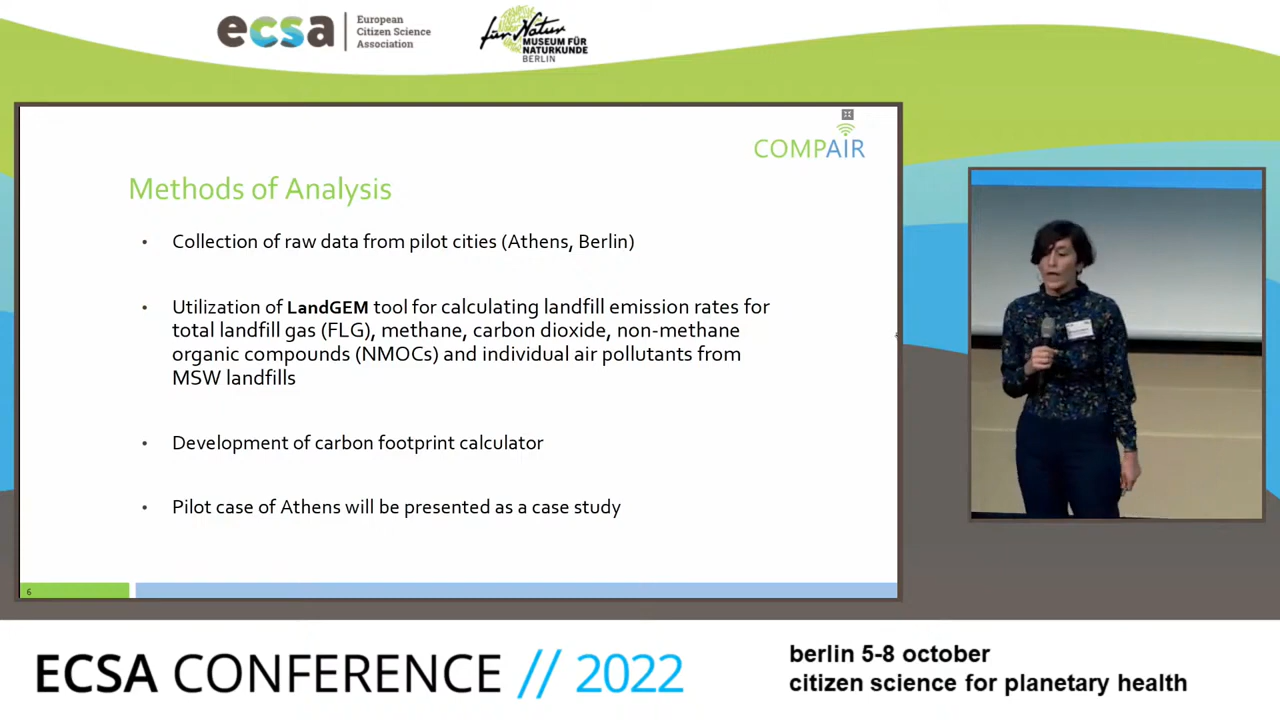 ecsa
European
Citizen Science
Association
für Natur
MUSEUM FÜR
NATURKUNDE
BERLIN
COMPAIR
Methods of Analysis
• Collection of raw data from pilot cities (Athens, Berlin)
• Utilization of LandGEM tool for calculating landfill emission rates for
total landfill gas (FLG), methane, carbon dioxide, non-methane
organic compounds (NMOCs) and individual air pollutants from
MSW landfills
• Development of carbon footprint calculator
• Pilot case of Athens will be presented as a case study
6
ECSA CONFERENCE // 2022
berlin 5-8 october
citizen science for planetary health